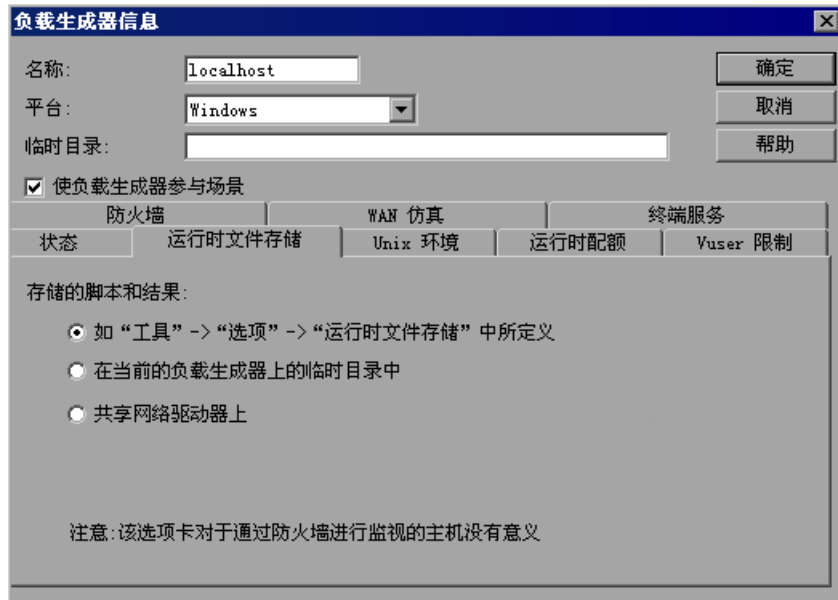 负载生成器信息
名称: localhost 确定
平台: Windows 取消
临时目录: 帮助
使负载生成器参与场景
防火墙 WAN 仿真 终端服务
状态 运行时文件存储 Unix 环境 运行时配额 Vuser 限制
存储的脚本和结果:
如“工具”->“选项”->“运行时文件存储”中所定义
在当前的负载生成器上的临时目录中
共享网络驱动器上
注意:该选项卡对于通过防火墙进行监视的主机没有意义